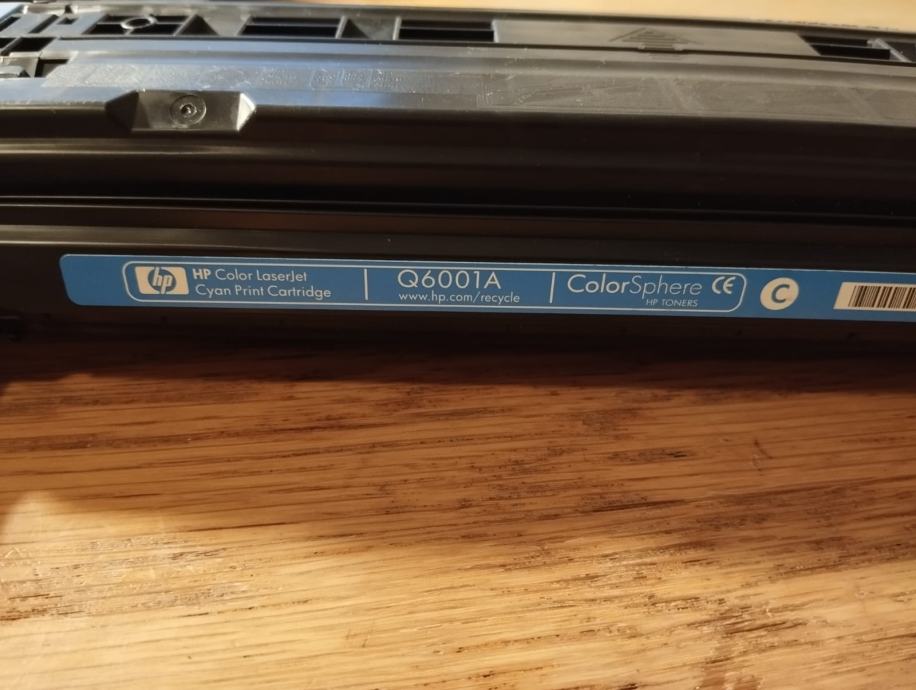 hp
HP Color LaserJet
Cyan Print Cartridge
Q6001A
www.hp.com/recycle
ColorSphere CE
HP TONERS
C